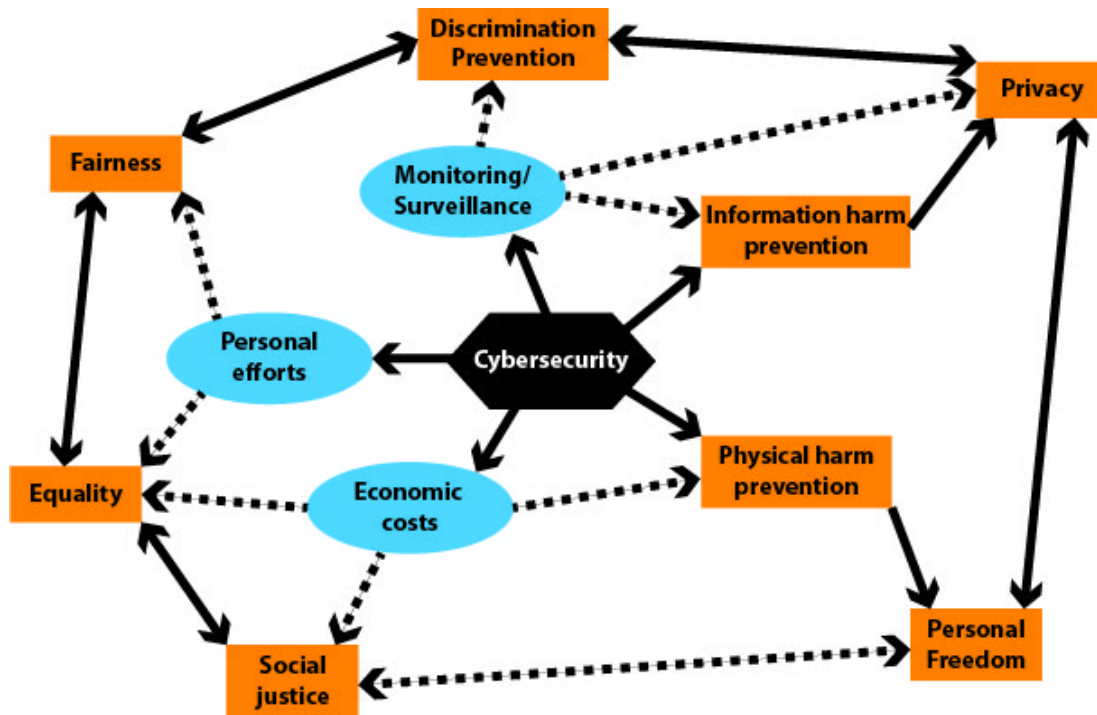 Discrimination
Prevention
Privacy
Fairness
Monitoring/
Surveillance
Information harm
prevention
Personal
efforts
Cybersecurity
Physical harm
prevention
Equality
Economic
costs
Social
justice
Personal
Freedom